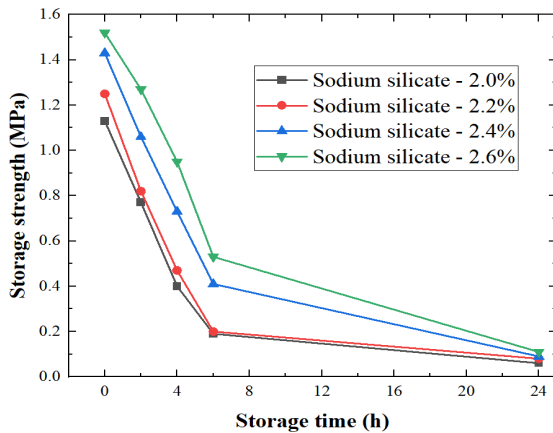 1.6
1.4
1.2
1.0
0.8
0.6
0.4
0.2
0.0
Storage strength (MPa)
Sodium silicate - 2.0%
Sodium silicate - 2.2%
Sodium silicate - 2.4%
Sodium silicate - 2.6%
0 4 8 12 16 20 24
Storage time (h)